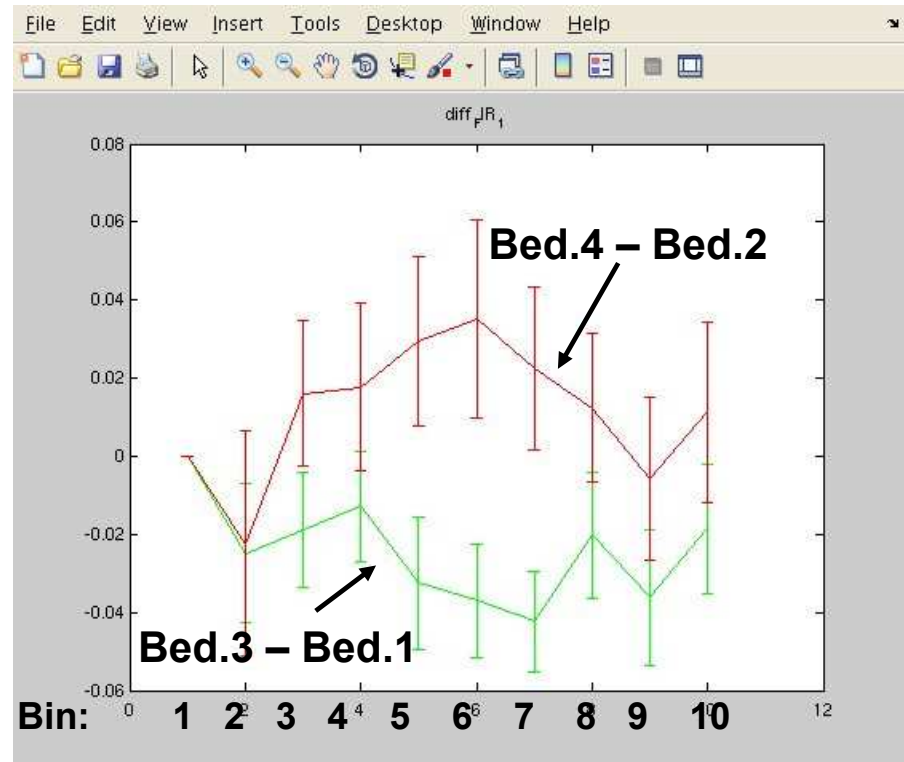 File Edit View Insert Tools Desktop Window Help
diff_FIR_1
0.08
0.06
Bed.4 – Bed.2
0.04
0.02
0
-0.02
-0.04
Bed.3 – Bed.1
-0.06
Bin: 0 1 2 3 4 4 5 6 6 7 8 9 10 12